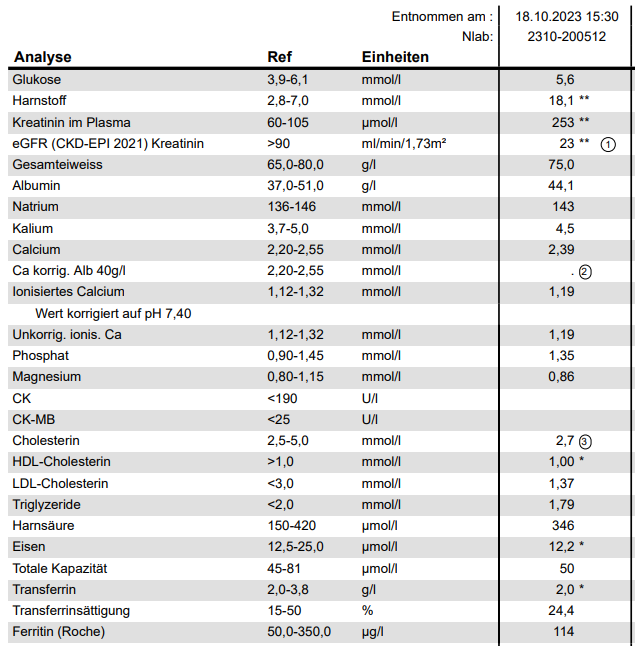 Entnommen am : 18.10.2023 15:30
Nlab: 2310-200512
Analyse Ref Einheiten
Glukose 3,9-6,1 mmol/l 5,6
Harnstoff 2,8-7,0 mmol/l 18,1 **
Kreatinin im Plasma 60-105 µmol/l 253 **
eGFR (CKD-EPI 2021) Kreatinin >90 ml/min/1,73m² 23 ** ①
Gesamteiweiss 65,0-80,0 g/l 75,0
Albumin 37,0-51,0 g/l 44,1
Natrium 136-146 mmol/l 143
Kalium 3,7-5,0 mmol/l 4,5
Calcium 2,20-2,55 mmol/l 2,39
Ca korrig. Alb 40g/l 2,20-2,55 mmol/l . ②
Ionisiertes Calcium 1,12-1,32 mmol/l 1,19
Wert korrigiert auf pH 7,40
Unkorrig. ionis. Ca 1,12-1,32 mmol/l 1,19
Phosphat 0,90-1,45 mmol/l 1,35
Magnesium 0,80-1,15 mmol/l 0,86
CK <190 U/l
CK-MB <25 U/l
Cholesterin 2,5-5,0 mmol/l 2,7 ③
HDL-Cholesterin >1,0 mmol/l 1,00 *
LDL-Cholesterin <3,0 mmol/l 1,37
Triglyzeride <2,0 mmol/l 1,79
Harnsäure 150-420 µmol/l 346
Eisen 12,5-25,0 µmol/l 12,2 *
Totale Kapazität 45-81 µmol/l 50
Transferrin 2,0-3,8 g/l 2,0 *
Transferrinsättigung 15-50 % 24,4
Ferritin (Roche) 50,0-350,0 µg/l 114